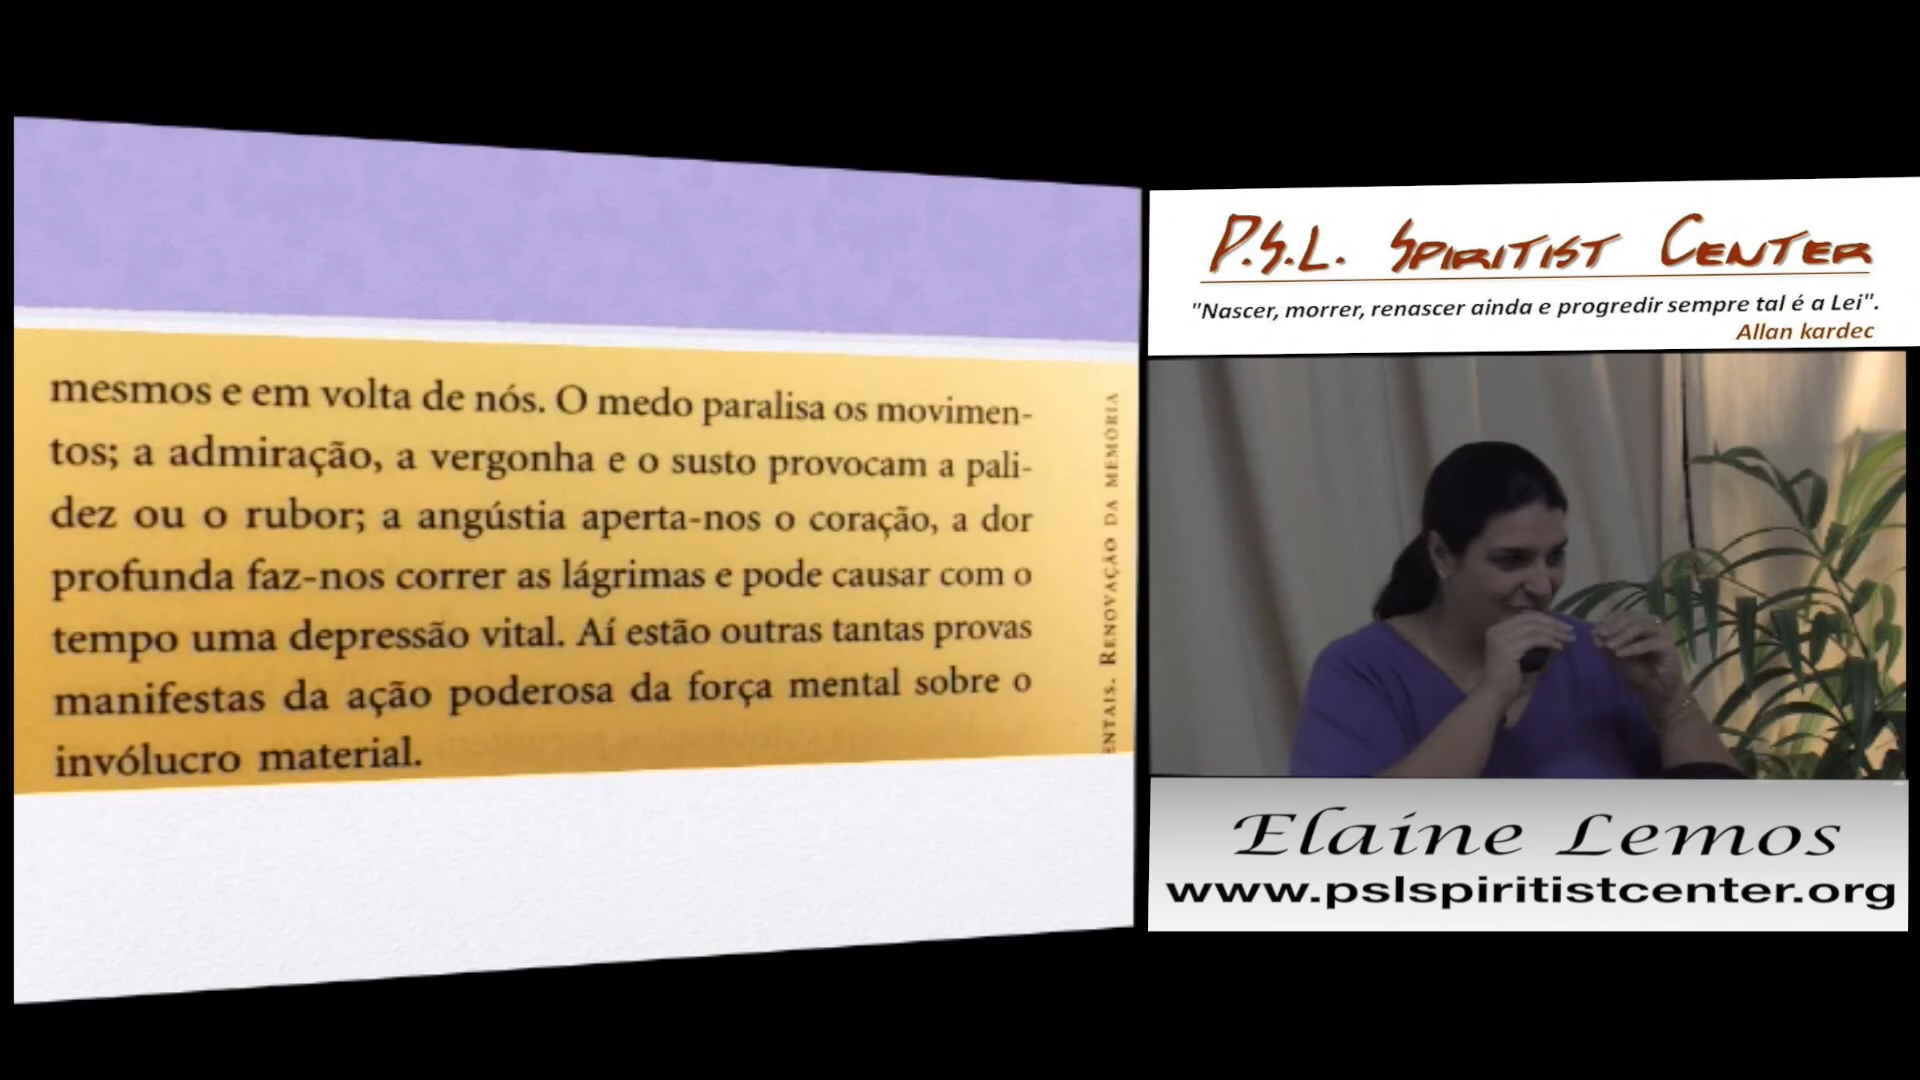 mesmos e em volta de nós. O medo paralisa os movimen-
tos; a admiração, a vergonha e o susto provocam a pali-
dez ou o rubor; a angústia aperta-nos o coração, a dor
profunda faz-nos correr as lágrimas e pode causar com o
tempo uma depressão vital. Aí estão outras tantas provas
manifestas da ação poderosa da força mental sobre o
invólucro material.
ENTAIS. RENOVAÇÃO DA MEMÓRIA
P.S.L. SPIRITIST CENTER
"Nascer, morrer, renascer ainda e progredir sempre tal é a Lei".
Allan kardec
Elaine Lemos
www.pslspiritistcenter.org